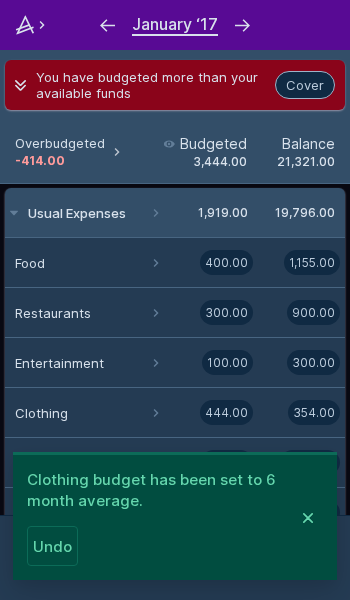 January ‘17
You have budgeted more than your
available funds
Cover
Overbudgeted
-414.00
Budgeted
3,444.00
Balance
21,321.00
Usual Expenses 1,919.00 19,796.00
Food 400.00 1,155.00
Restaurants 300.00 900.00
Entertainment 100.00 300.00
Clothing 444.00 354.00
Clothing budget has been set to 6
month average.
Undo